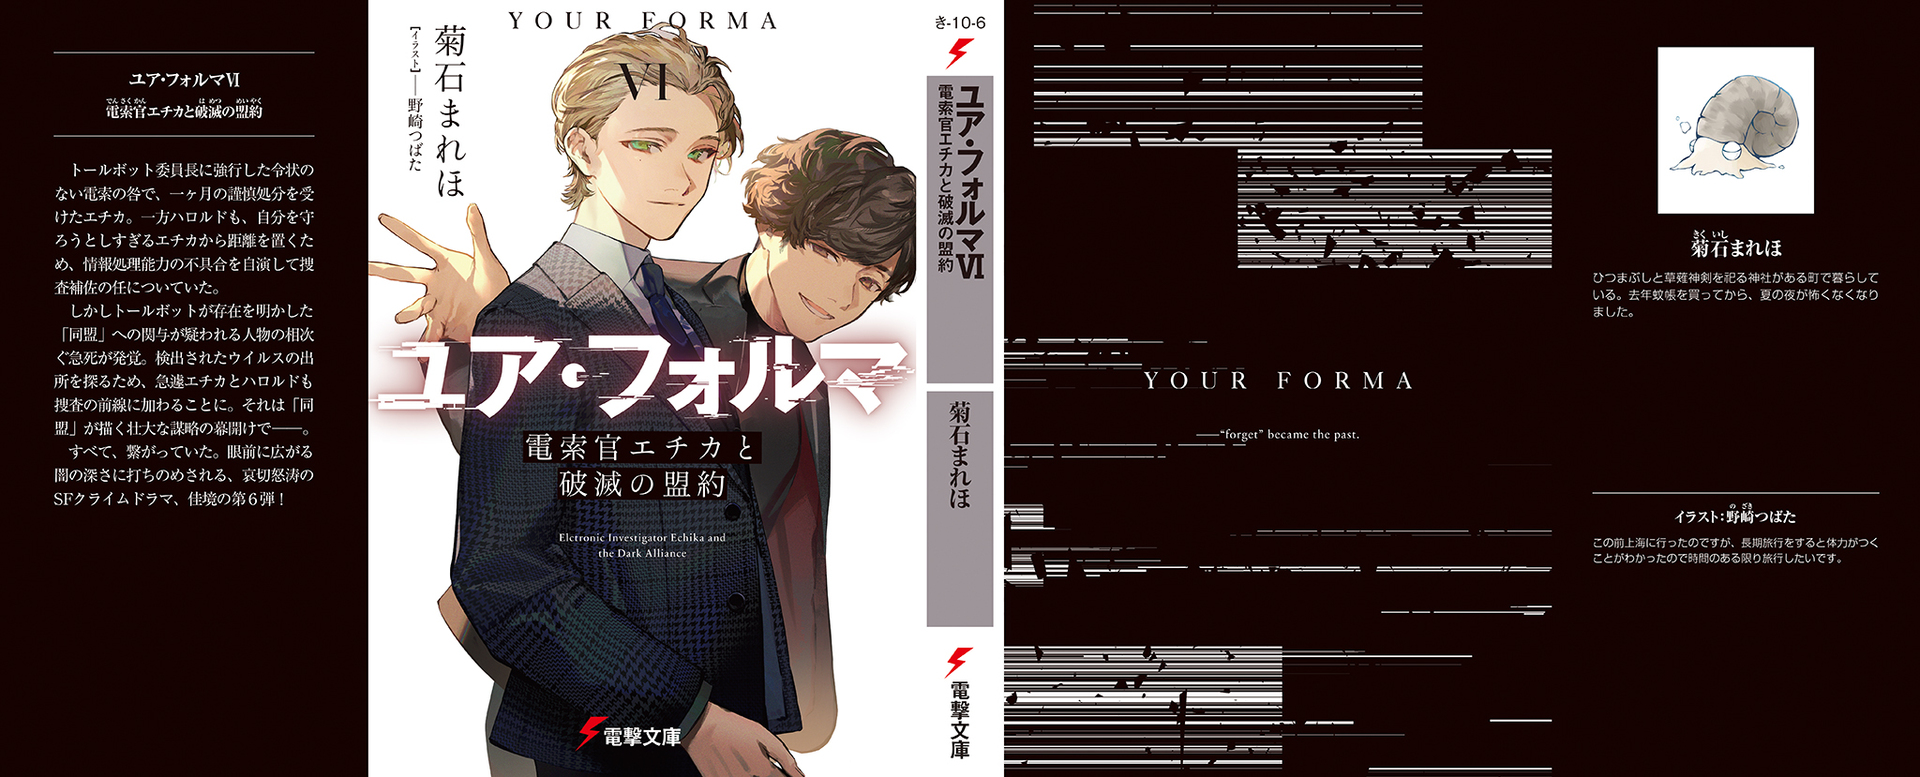 ユア・フォルマⅥ
でんさくかん はめつ めいやく
電索官エチカと破滅の盟約
トールボット委員長に強行した令状の
ない電索の咎で、一ヶ月の謹慎処分を受
けたエチカ。一方ハロルドも、自分を守
ろうとしすぎるエチカから距離を置くた
め、情報処理能力の不具合を自演して捜
査補佐の任についていた。
しかしトールボットが存在を明かした
「同盟」への関与が疑われる人物の相次
ぐ急死が発覚。検出されたウイルスの出
所を探るため、急遽エチカとハロルドも
捜査の前線に加わることに。それは「同
盟」が描く壮大な謀略の幕開けで――。
すべて、繋がっていた。眼前に広がる
闇の深さに打ちのめされる、哀切怒涛の
SFクライムドラマ、佳境の第6弾！
YOUR FORMA
VI
菊石まれほ
[イラスト]――野崎つばた
ユア・フォルマ
電索官エチカと
破滅の盟約
Elctronic Investigator Echika and
the Dark Alliance
電撃文庫
き-10-6
ユア・フォルマⅥ
電索官エチカと破滅の盟約
菊石まれほ
電撃文庫
YOUR FORMA
――“forget” became the past.
きくいし
菊石まれほ
ひつまぶしと草薙神剣を祀る神社がある町で暮らして
いる。去年蚊帳を買ってから、夏の夜が怖くなくなり
ました。
のざき
イラスト：野崎つばた
この前上海に行ったのですが、長期旅行をすると体力がつく
ことがわかったので時間のある限り旅行したいです。